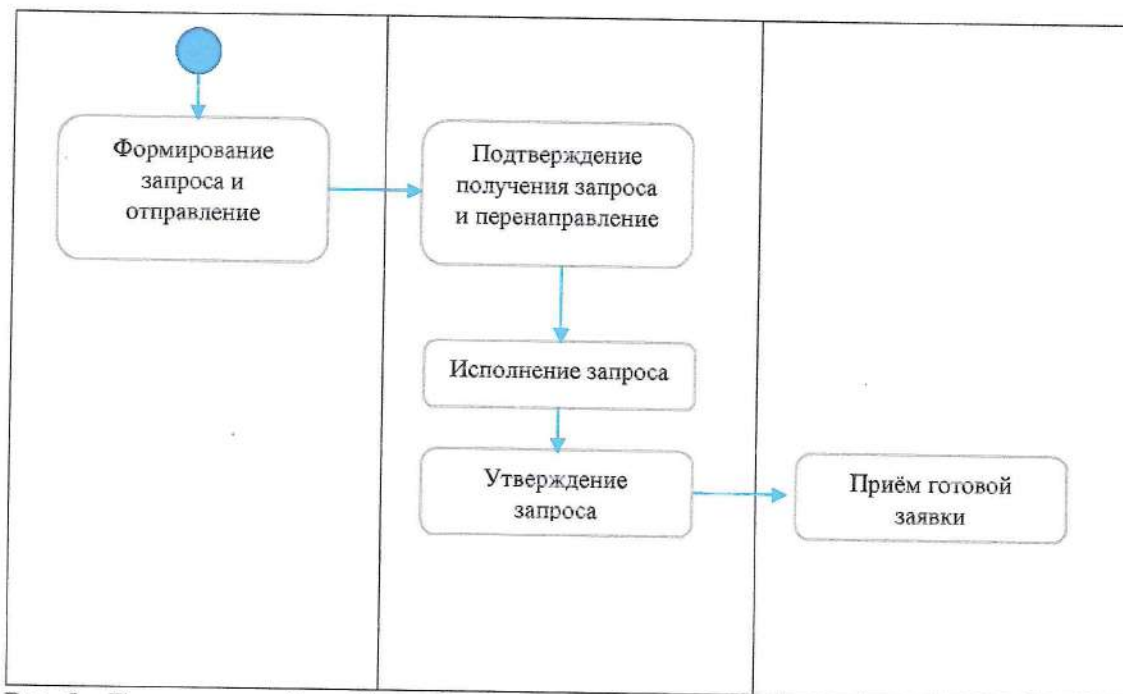 Формирование
запроса и
отправление
Подтверждение
получения запроса
и перенаправление
Исполнение запроса
Утверждение
запроса
Приём готовой
заявки